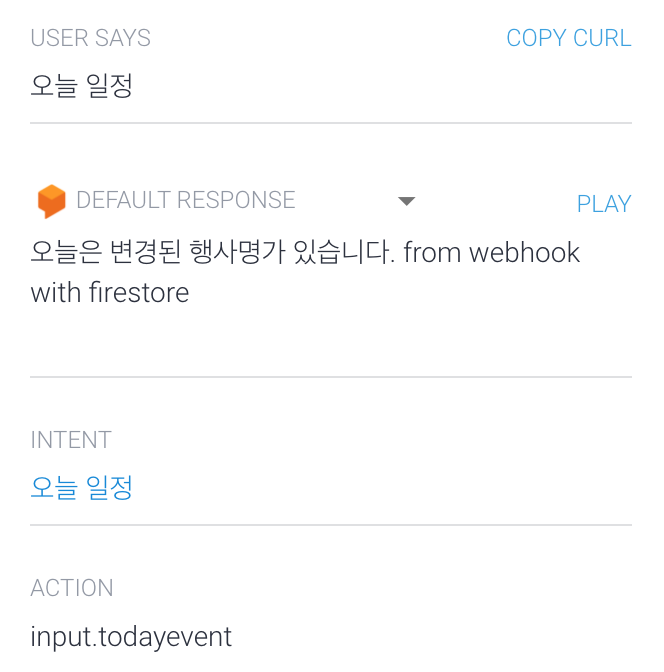 USER SAYS
COPY CURL
오늘 일정
DEFAULT RESPONSE
PLAY
오늘은 변경된 행사명가 있습니다. from webhook
with firestore
INTENT
오늘 일정
ACTION
input.todayevent